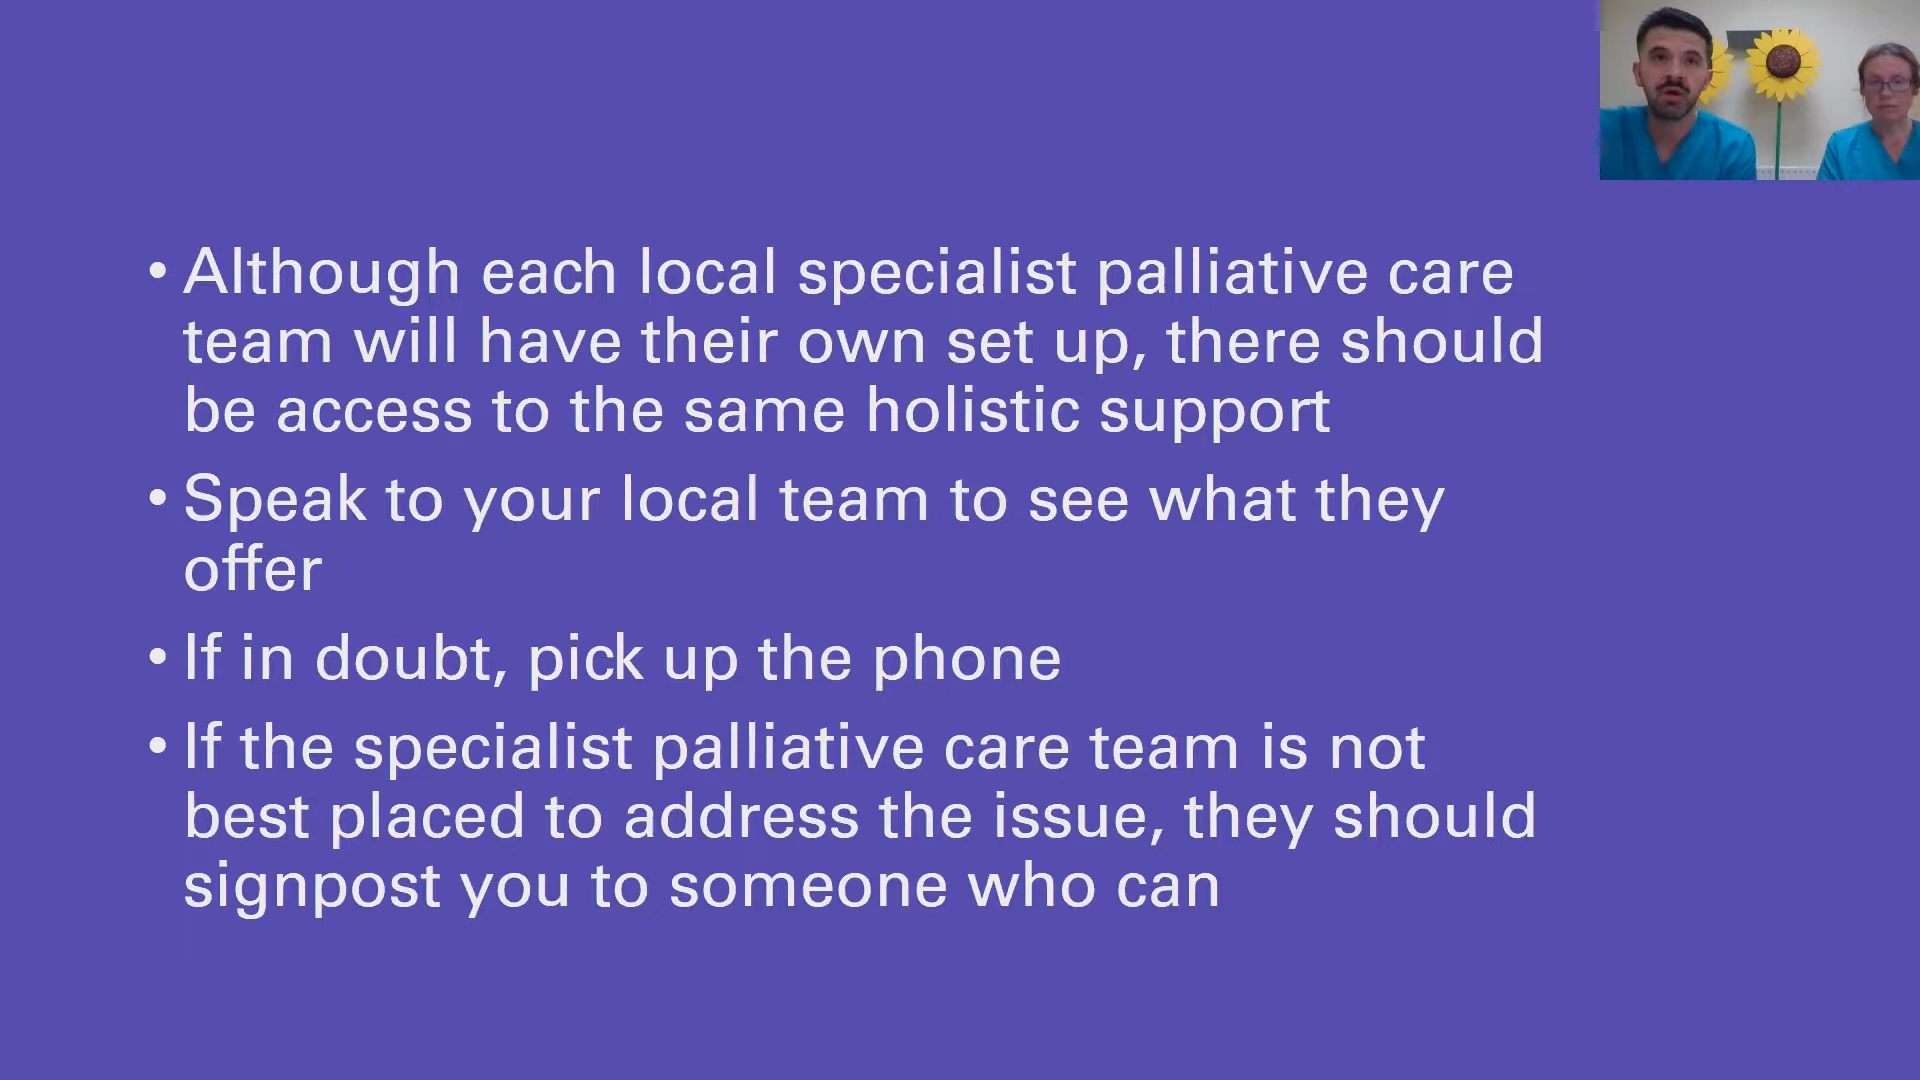 • Although each local specialist palliative care
team will have their own set up, there should
be access to the same holistic support
• Speak to your local team to see what they
offer
• If in doubt, pick up the phone
• If the specialist palliative care team is not
best placed to address the issue, they should
signpost you to someone who can